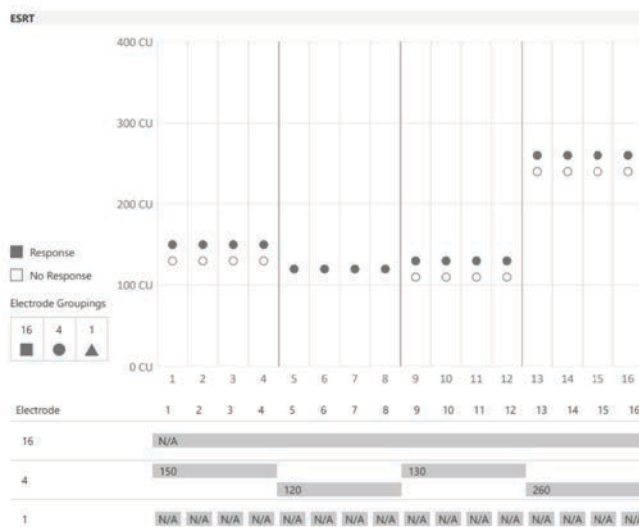 ESRT
400 CU
300 CU
200 CU
100 CU
0 CU
Response
No Response
Electrode Groupings
16 4 1
1 2 3 4 5 6 7 8 9 10 11 12 13 14 15 16
Electrode 1 2 3 4 5 6 7 8 9 10 11 12 13 14 15 16
16 N/A
4 150 130
120 260
1 N/A N/A N/A N/A N/A N/A N/A N/A N/A N/A N/A N/A N/A N/A N/A N/A